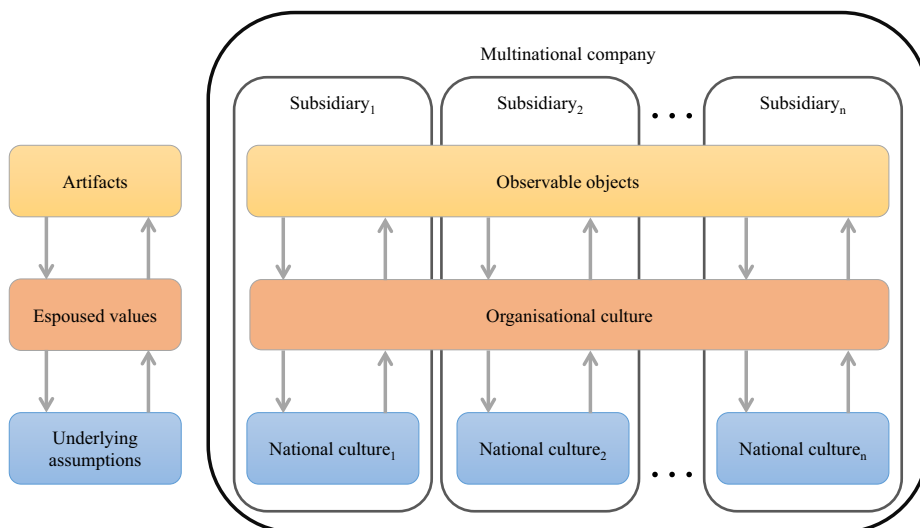 Multinational company
Subsidiary₁
Subsidiary₂
. . .
Subsidiaryₙ
Artifacts
Observable objects
Espoused values
Organisational culture
Underlying
assumptions
National culture₁
National culture₂
. . .
National cultureₙ